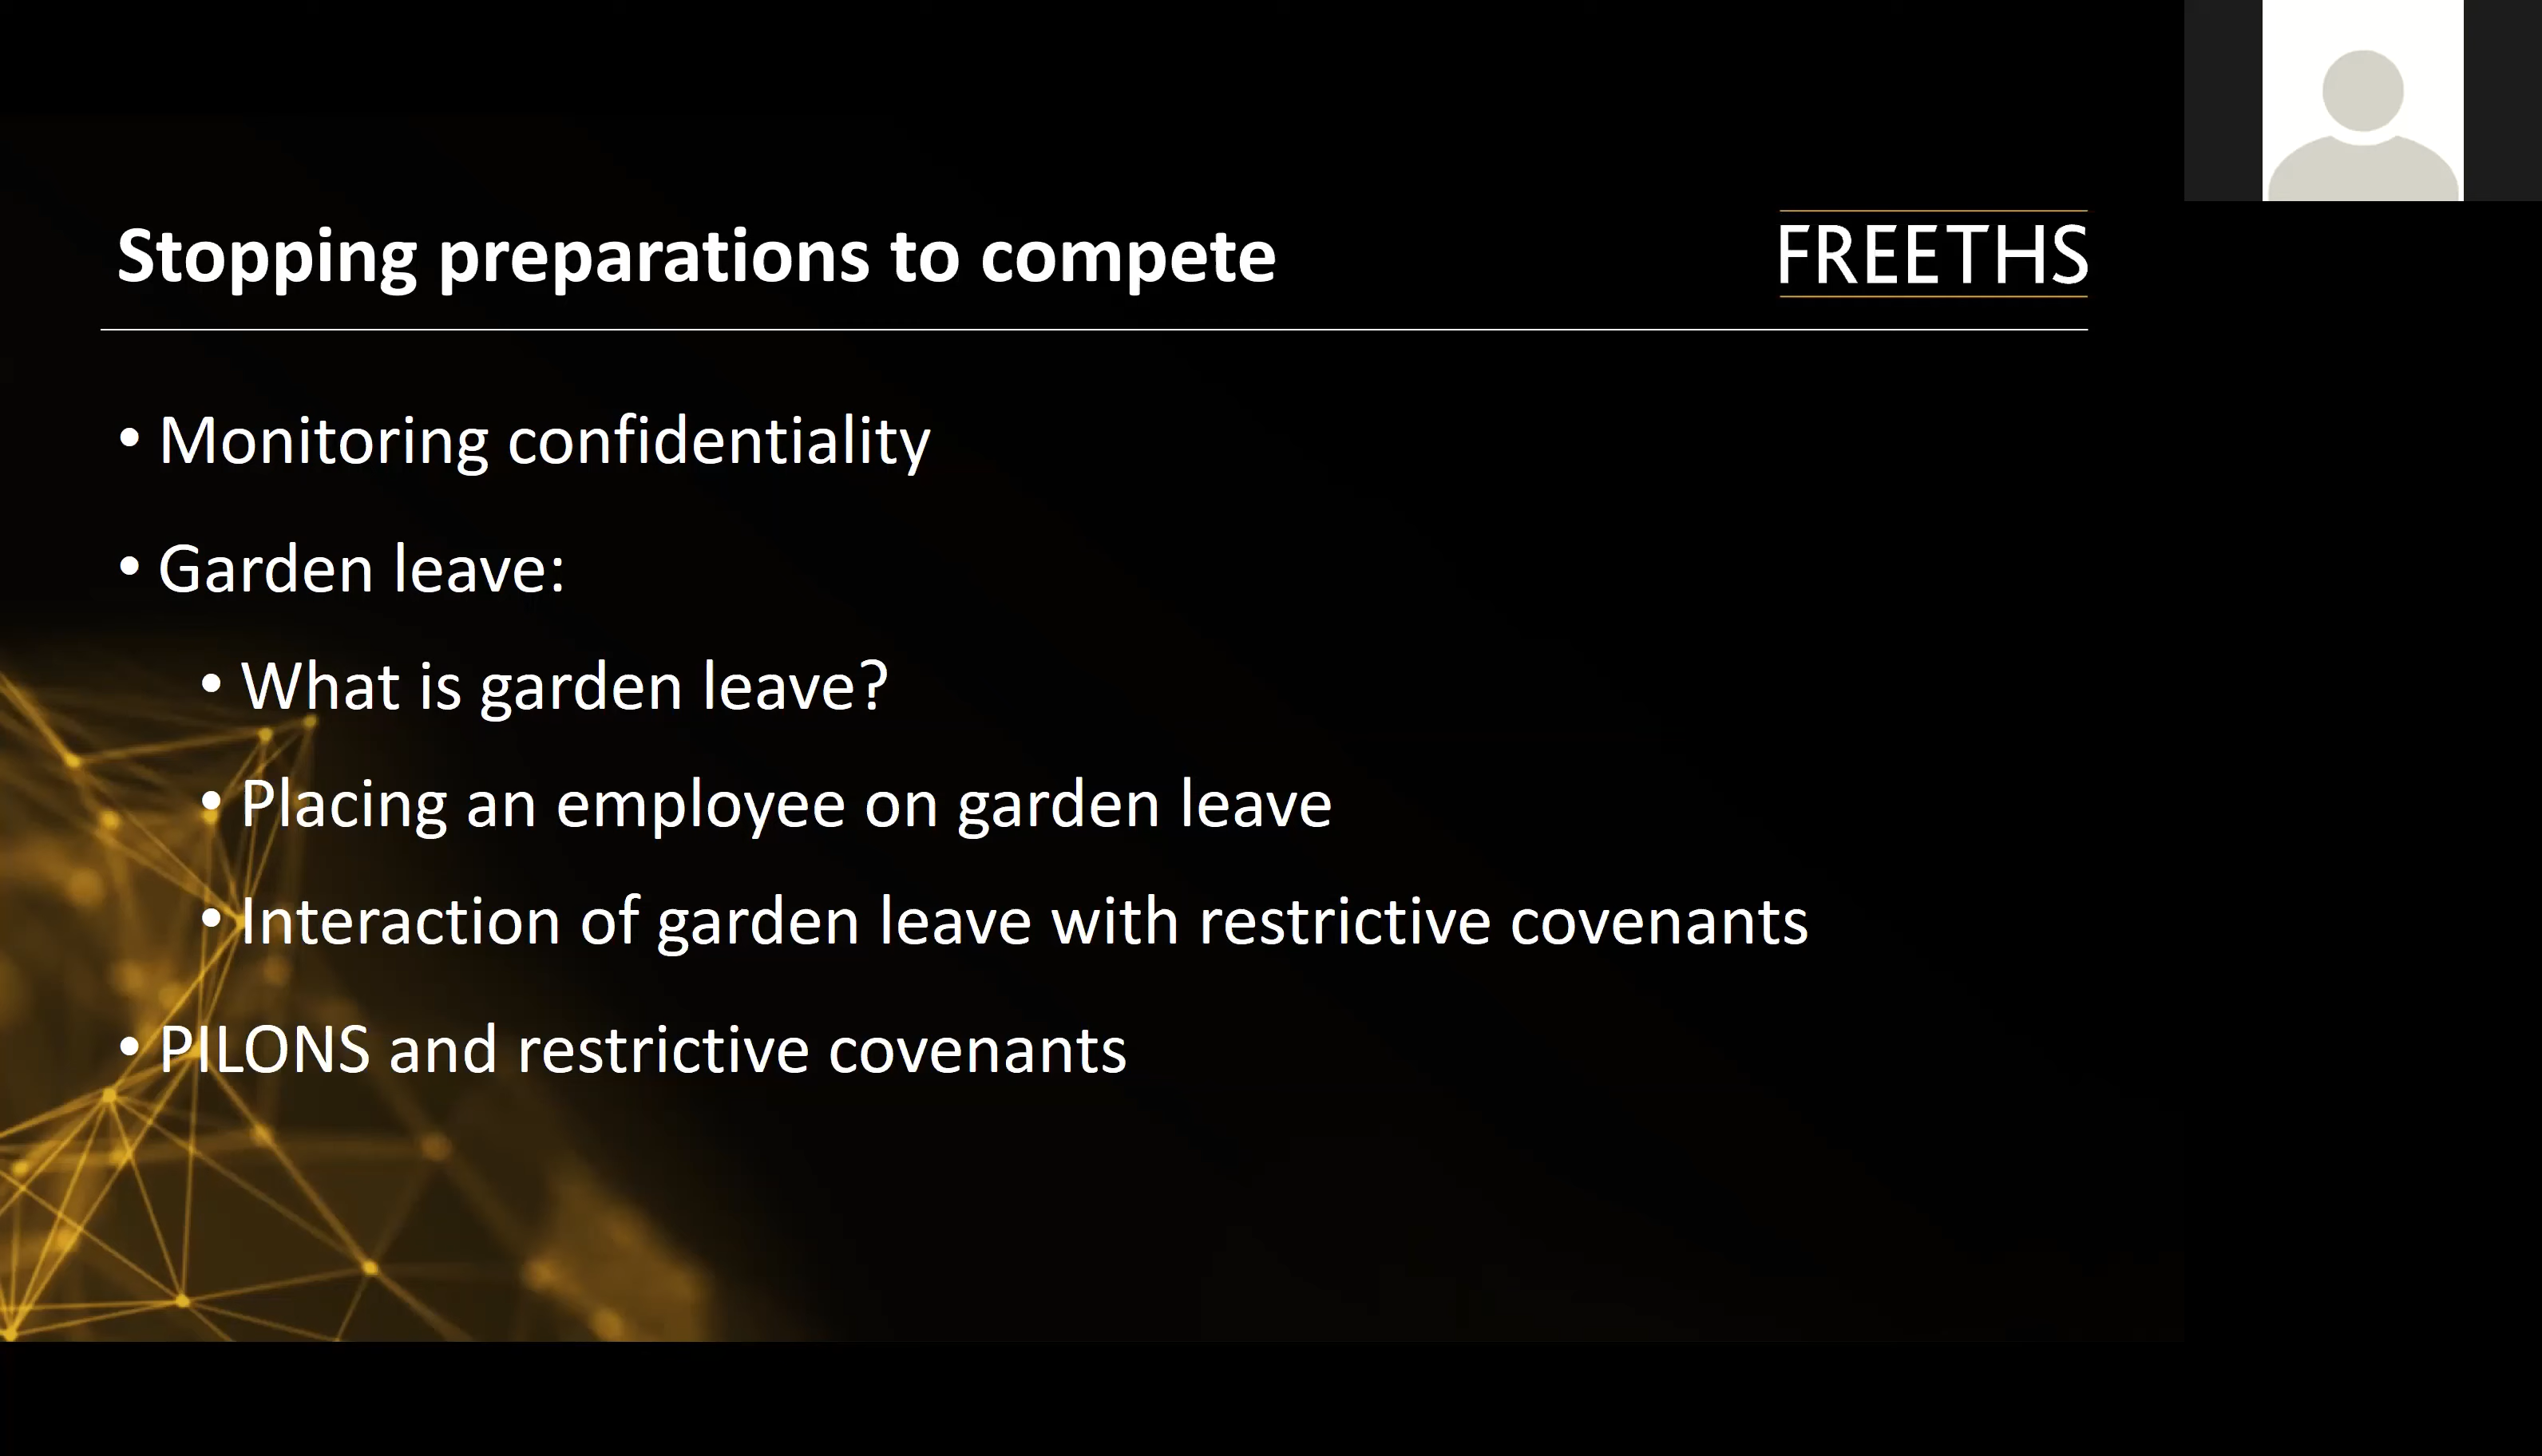 Stopping preparations to compete
FREETHS
• Monitoring confidentiality
• Garden leave:
• What is garden leave?
• Placing an employee on garden leave
• Interaction of garden leave with restrictive covenants
• PILONS and restrictive covenants